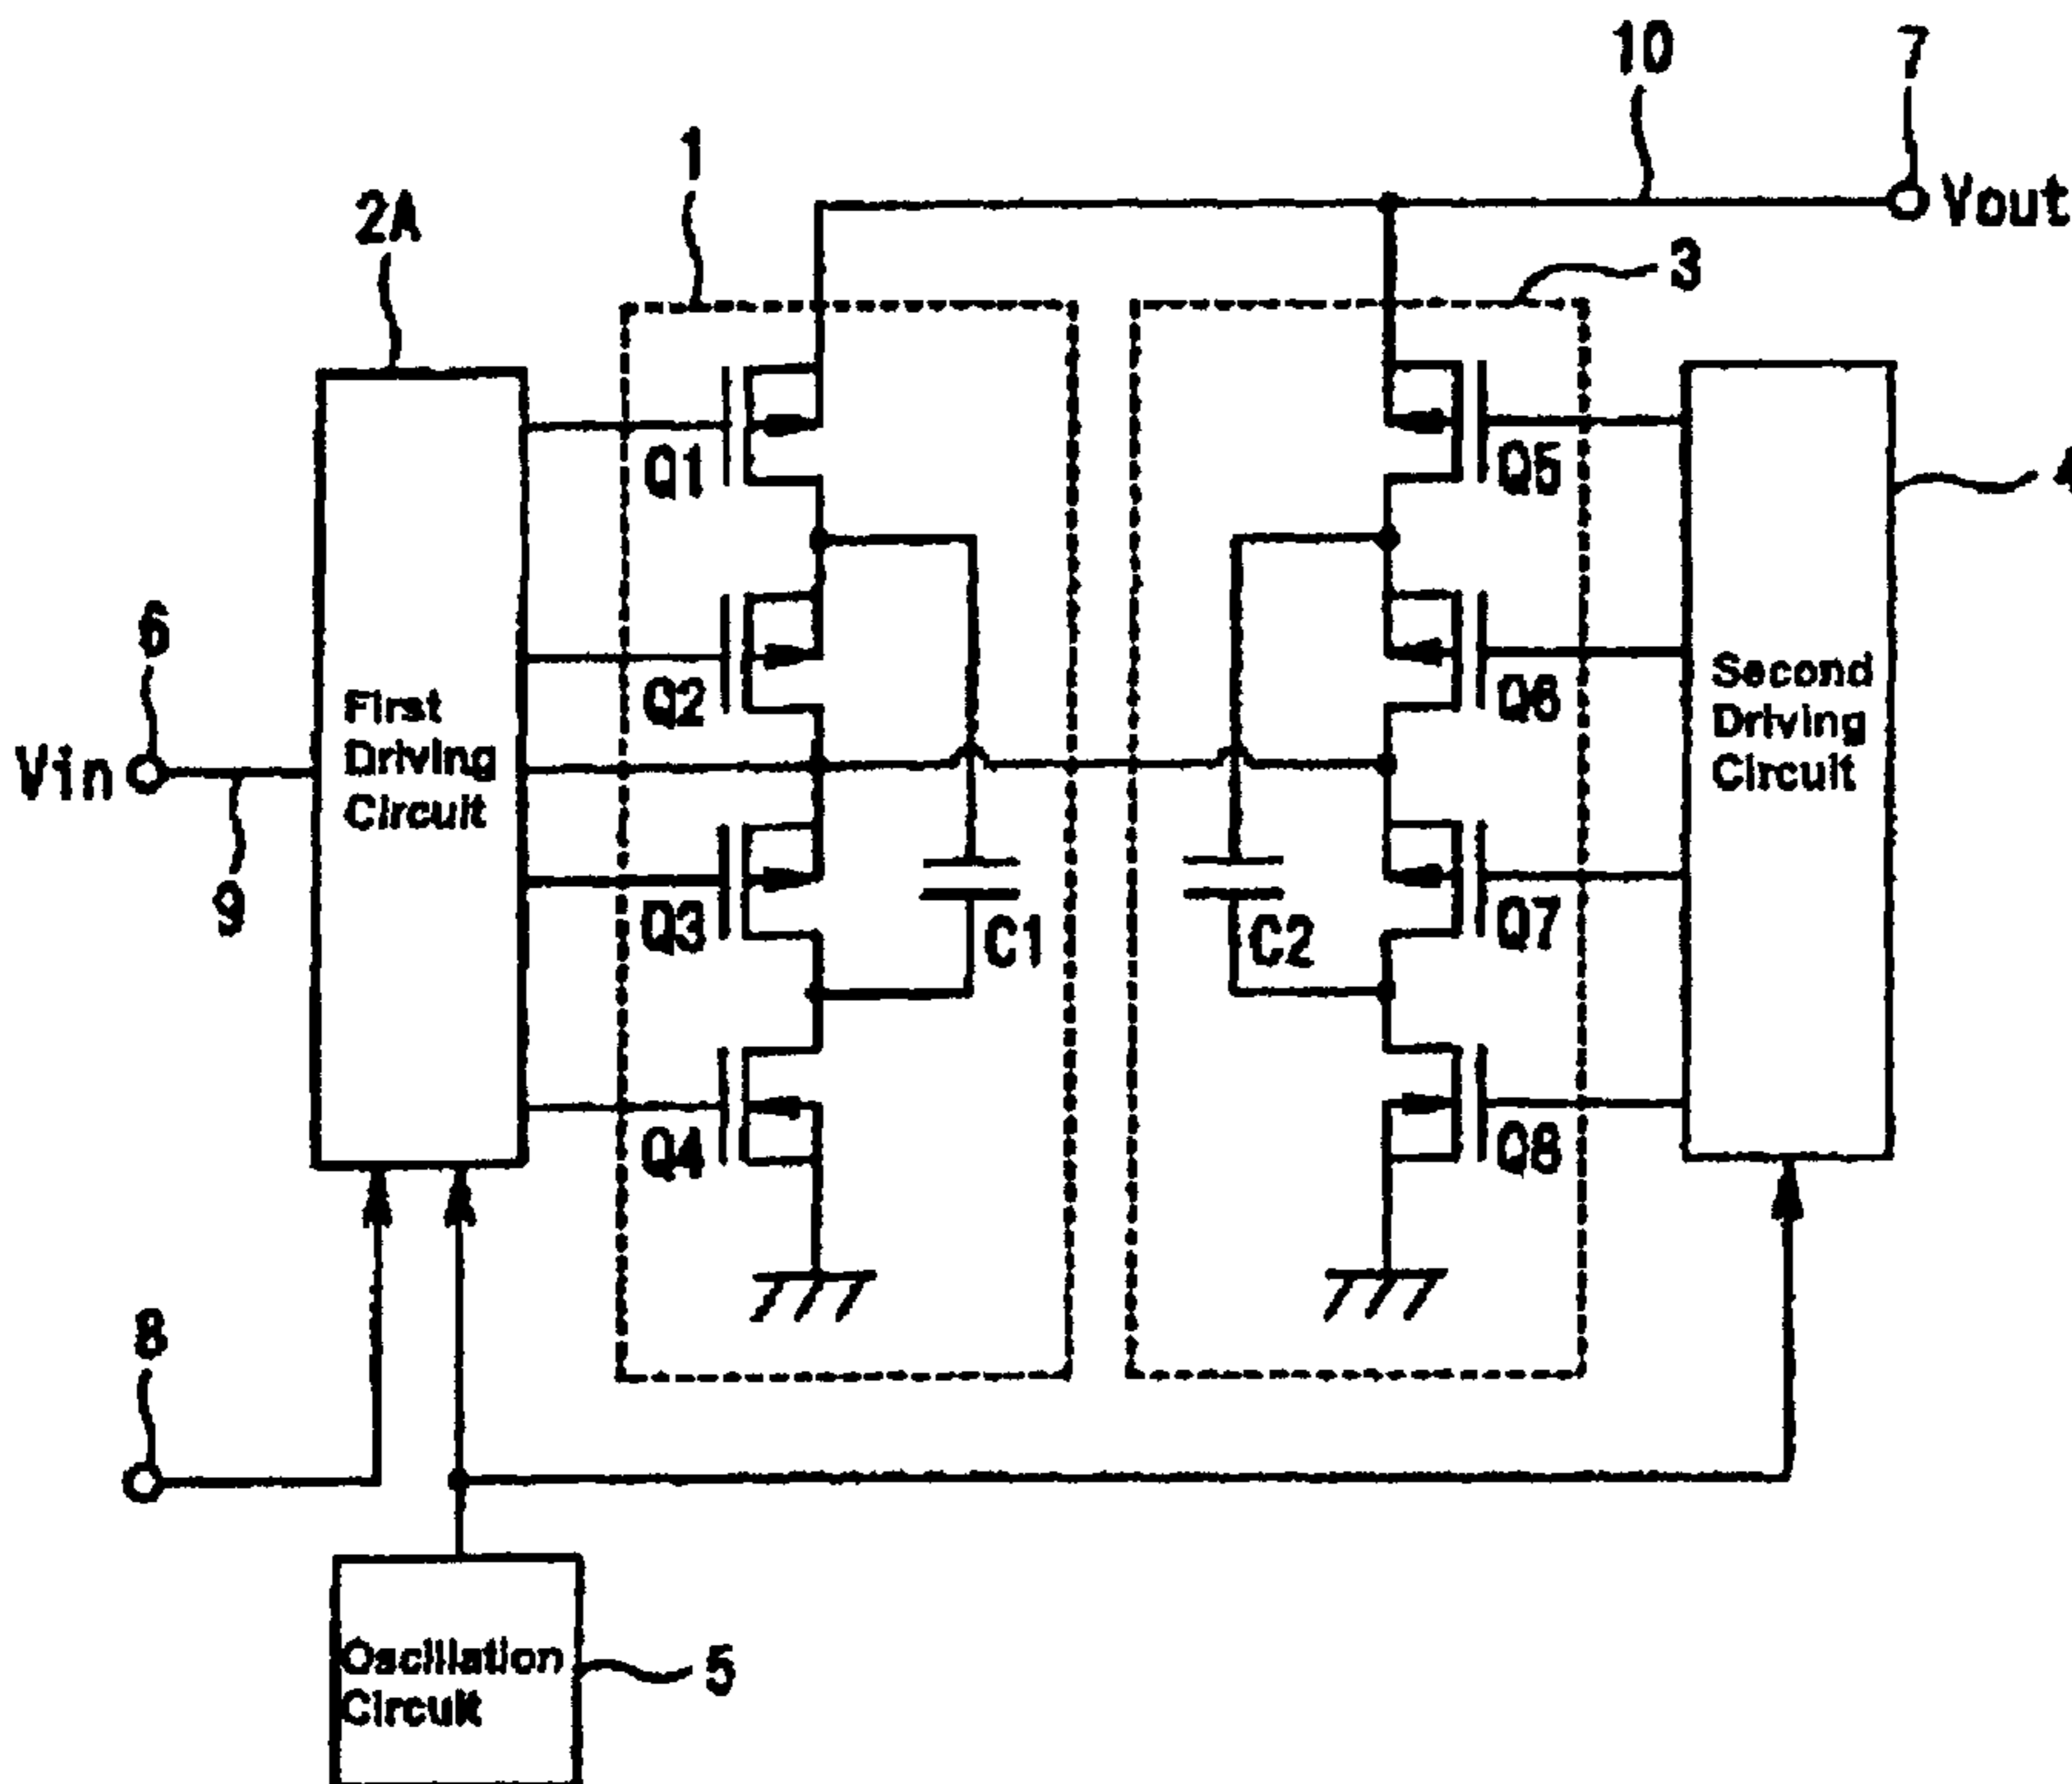 10
7
1
2A
Vout
3
Q1
Q5
4
6
Q2
Q6
First
Driving
Circuit
Second
Driving
Circuit
Vin
9
Q3
C1
C2
Q7
Q4
Q8
8
Oscillation
Circuit
5